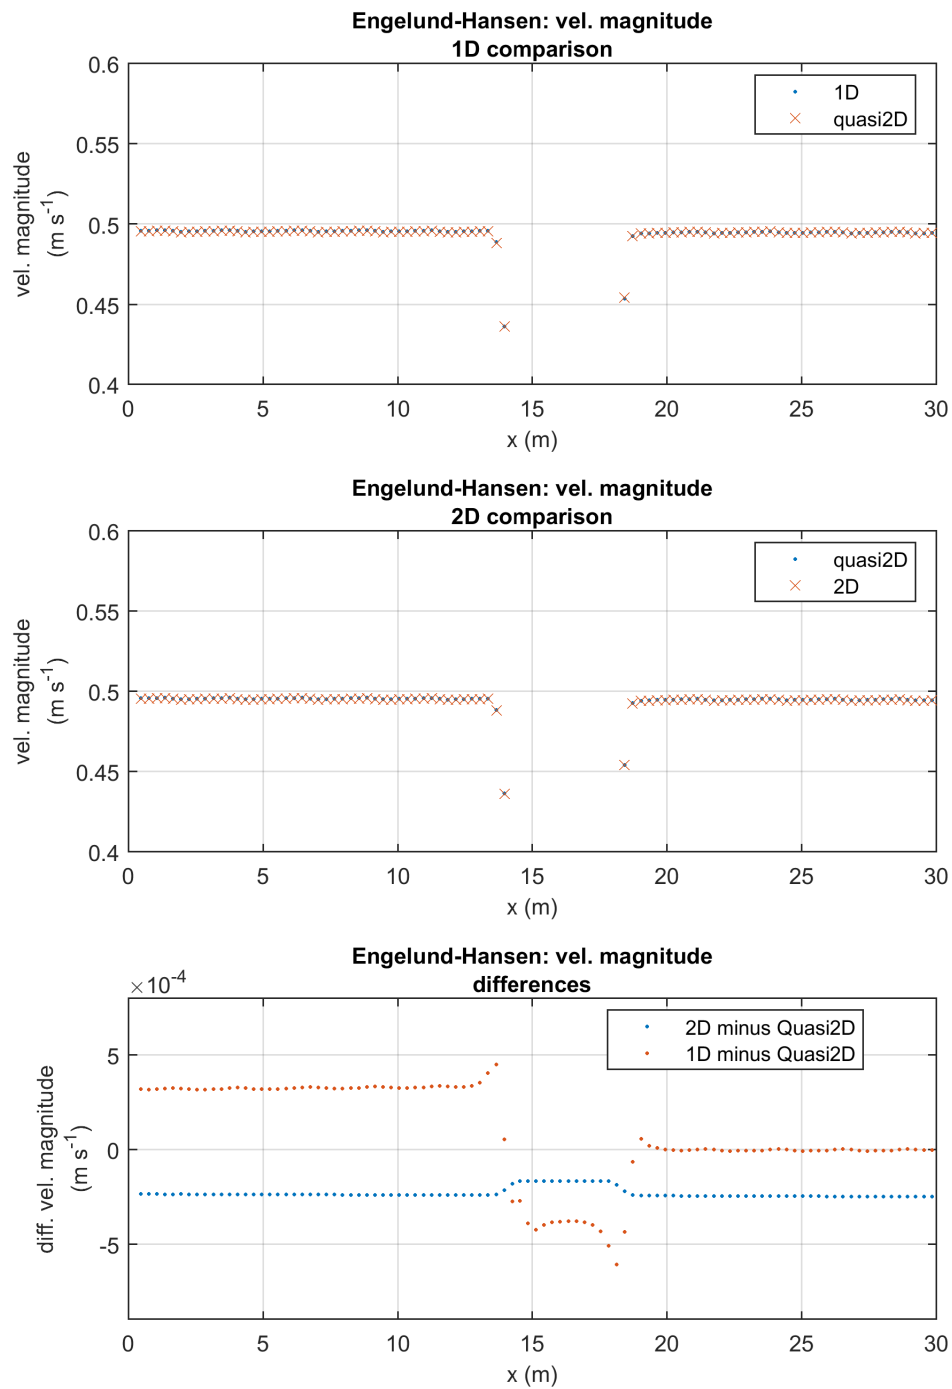 Engelund-Hansen: vel. magnitude
1D comparison
0.6
0.55
0.5
0.45
0.4
vel. magnitude
(m s-1)
1D
quasi2D
0 5 10 15 20 25 30
x (m)
Engelund-Hansen: vel. magnitude
2D comparison
0.6
0.55
0.5
0.45
0.4
vel. magnitude
(m s-1)
quasi2D
2D
0 5 10 15 20 25 30
x (m)
Engelund-Hansen: vel. magnitude
differences
×10-4
5
0
-5
diff. vel. magnitude
(m s-1)
2D minus Quasi2D
1D minus Quasi2D
0 5 10 15 20 25 30
x (m)